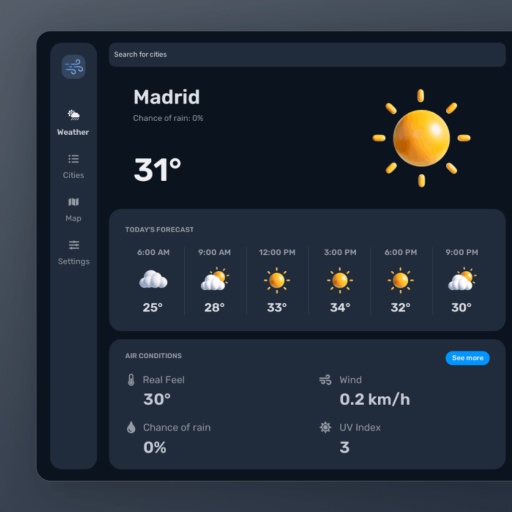 Search for cities
Madrid
Chance of rain: 0%
31°
Weather
Cities
Map
Settings
TODAY'S FORECAST
6:00 AM 9:00 AM 12:00 PM 3:00 PM 6:00 PM 9:00 PM
25° 28° 33° 34° 32° 30°
AIR CONDITIONS
See more
Real Feel Wind
30° 0.2 km/h
Chance of rain UV Index
0% 3